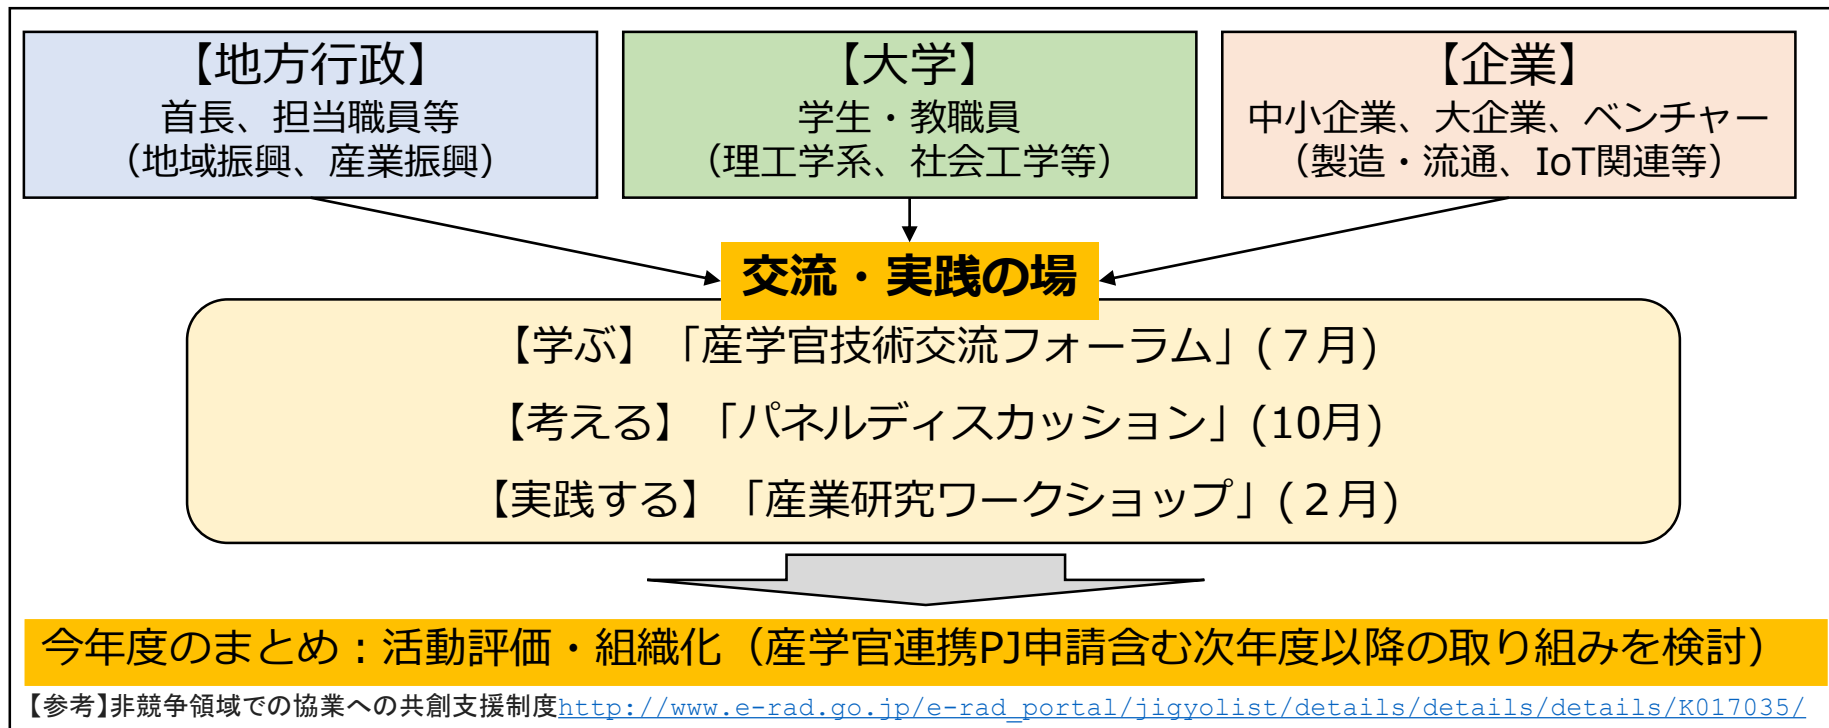 【地方行政】
首長、担当職員等
（地域振興、産業振興）
【大学】
学生・教職員
（理工学系、社会工学等）
【企業】
中小企業、大企業、ベンチャー
（製造・流通、IoT関連等）
交流・実践の場
【学ぶ】「産学官技術交流フォーラム」(７月)
【考える】「パネルディスカッション」(10月)
【実践する】「産業研究ワークショップ」(２月)
今年度のまとめ：活動評価・組織化（産学官連携PJ申請含む次年度以降の取り組みを検討）
【参考】非競争領域での協業への共創支援制度http://www.e-rad.go.jp/e-rad_portal/jigyolist/details/details/details/K017035/